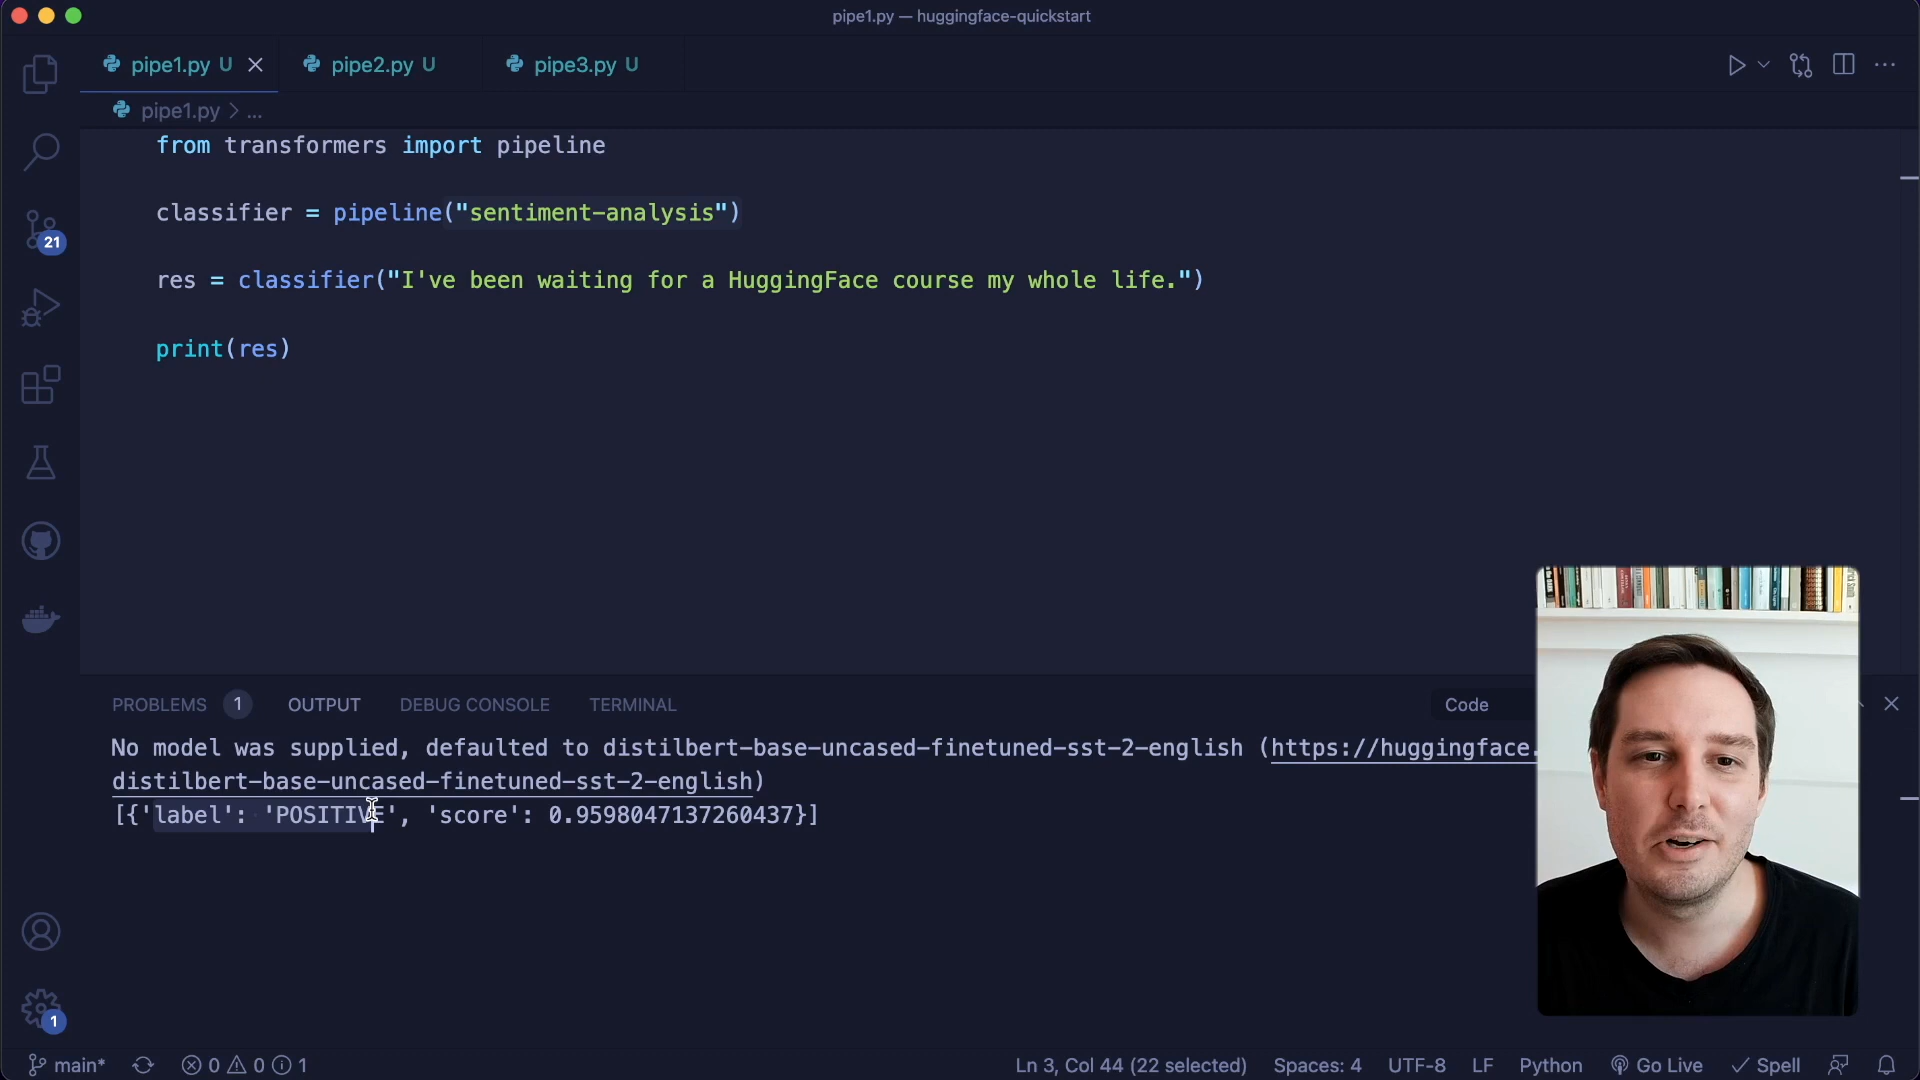 pipe1.py — huggingface-quickstart
pipe1.py U
pipe2.py U
pipe3.py U
pipe1.py > ...
from transformers import pipeline
classifier = pipeline("sentiment-analysis")
res = classifier("I've been waiting for a HuggingFace course my whole life.")
print(res)
21
PROBLEMS 1 OUTPUT DEBUG CONSOLE TERMINAL
Code
No model was supplied, defaulted to distilbert-base-uncased-finetuned-sst-2-english (https://huggingface.
distilbert-base-uncased-finetuned-sst-2-english)
[{'label': 'POSITIVE', 'score': 0.9598047137260437}]
1
main* 0 0 1 Ln 3, Col 44 (22 selected) Spaces: 4 UTF-8 LF Python Go Live Spell